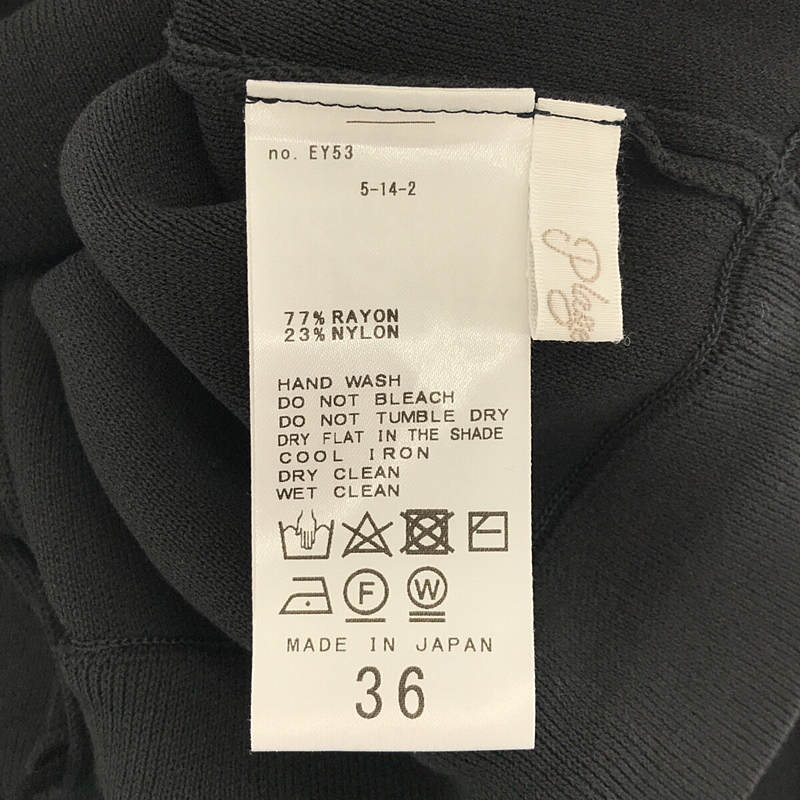 no. EY53
5-14-2
77% RAYON
23% NYLON
HAND WASH
DO NOT BLEACH
DO NOT TUMBLE DRY
DRY FLAT IN THE SHADE
COOL IRON
DRY CLEAN
WET CLEAN
F W
MADE IN JAPAN
36